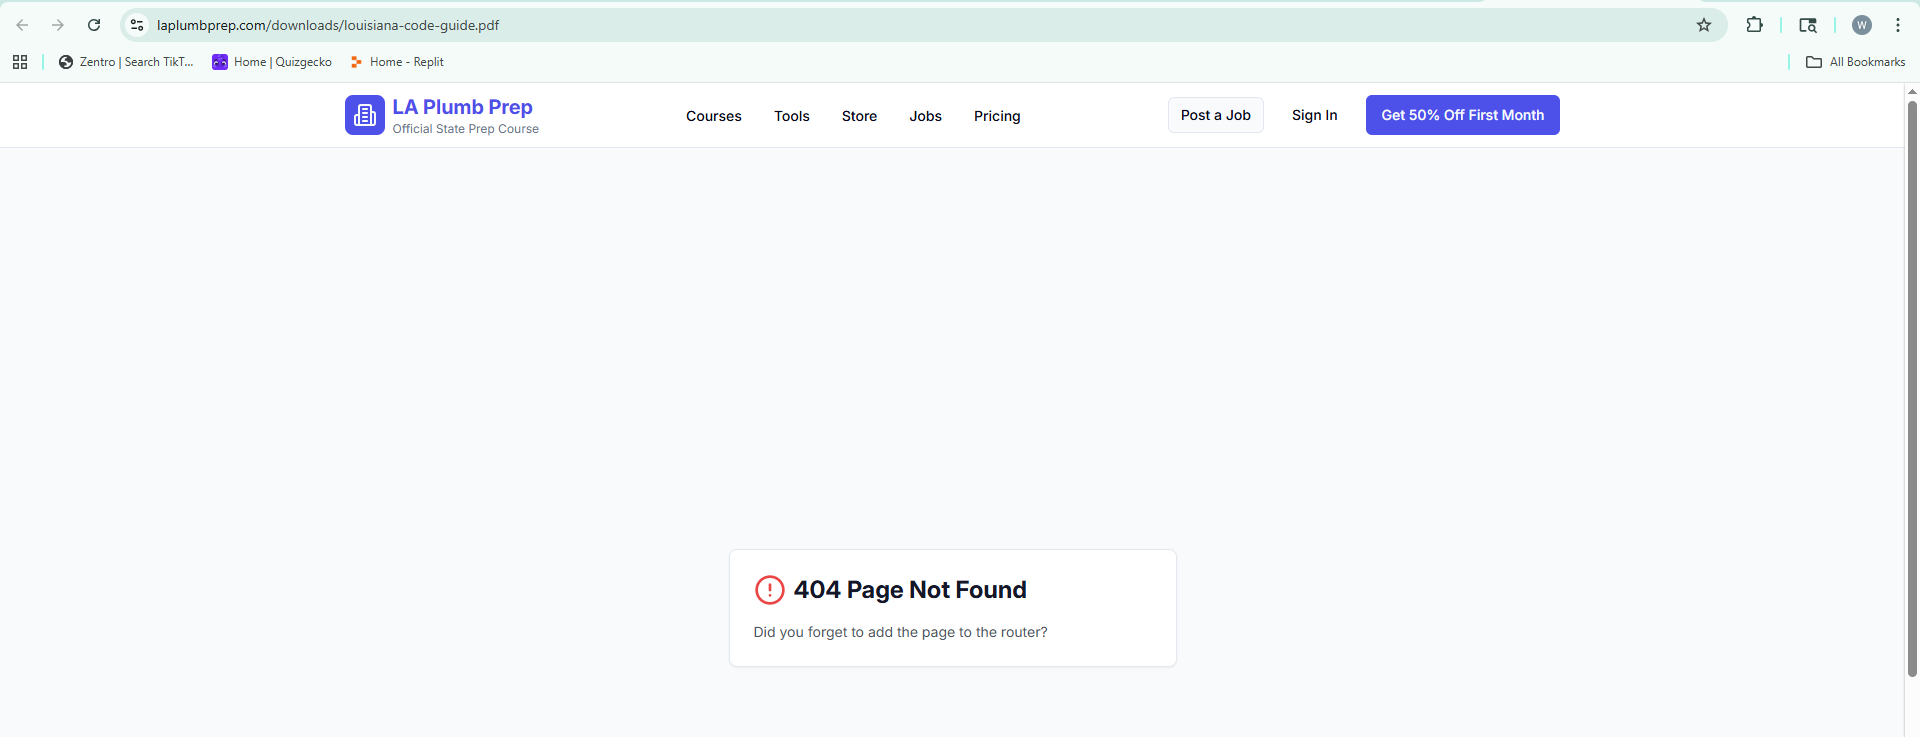 laplumbprep.com/downloads/louisiana-code-guide.pdf
W
Zentro | Search TikT...
Home | Quizgecko
Home - Replit
All Bookmarks
LA Plumb Prep
Official State Prep Course
Courses
Tools
Store
Jobs
Pricing
Post a Job
Sign In
Get 50% Off First Month
404 Page Not Found
Did you forget to add the page to the router?